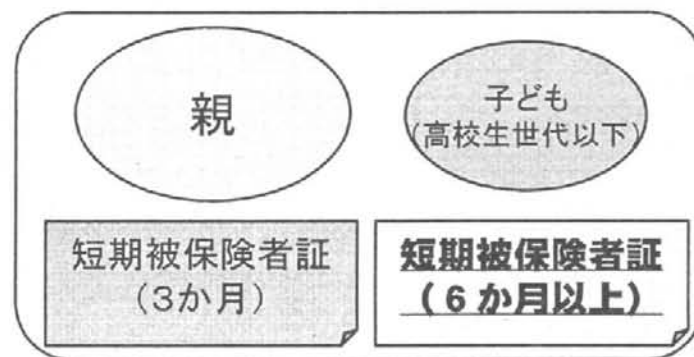 親
子ども
(高校生世代以下)
短期被保険者証
(3か月)
短期被保険者証
(6か月以上)